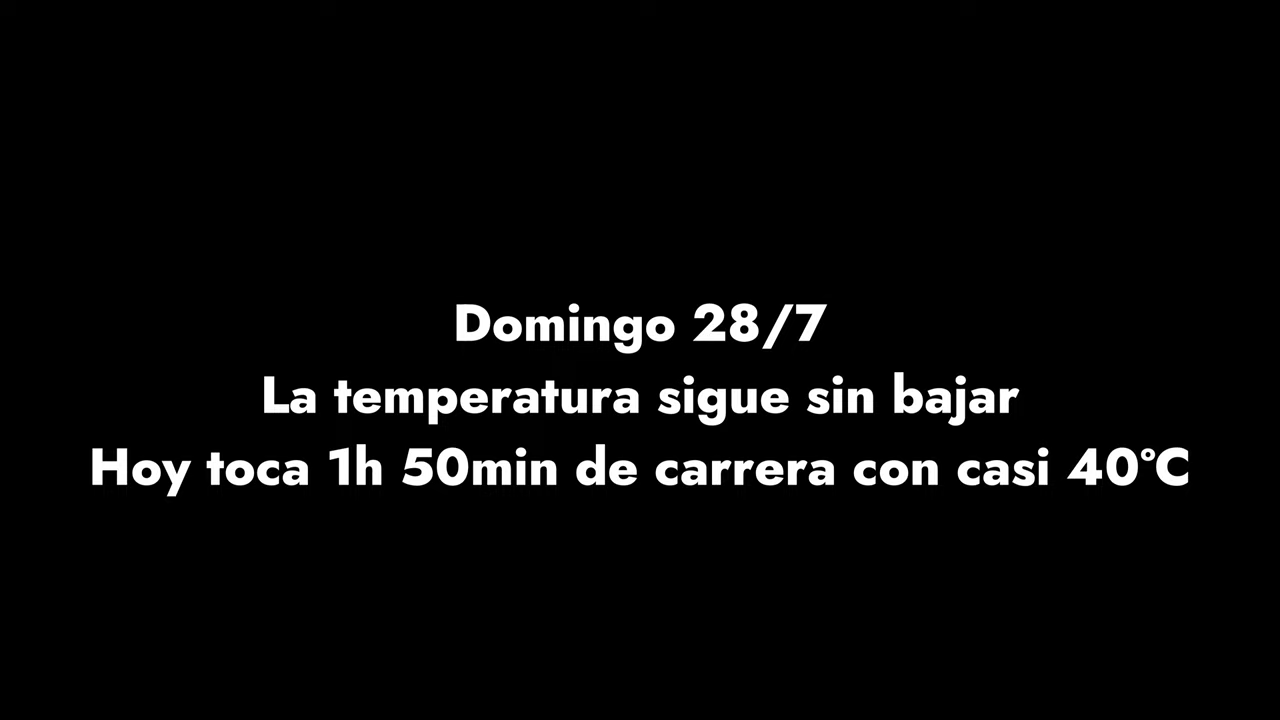 Domingo 28/7
La temperatura sigue sin bajar
Hoy toca 1h 50min de carrera con casi 40°C